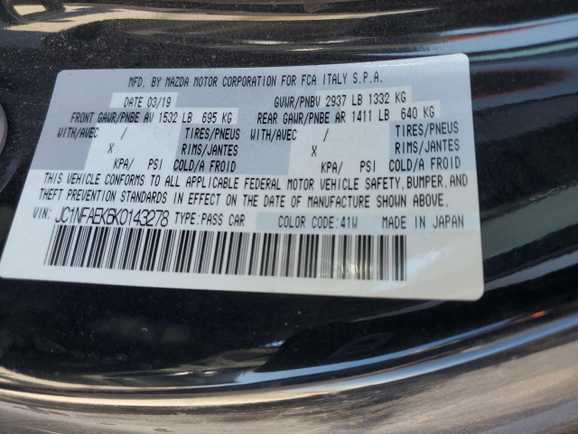 MFD. BY MAZDA MOTOR CORPORATION FOR FCA ITALY S.P.A.
DATE 03/19 GVWR/PNBV 2937 LB 1332 KG
FRONT GAWR/PNBE AV 1532 LB 695 KG REAR GAWR/PNBE AR 1411 LB 640 KG
WITH/AVEC / TIRES/PNEUS WITH/AVEC / TIRES/PNEUS
X RIMS/JANTES X RIMS/JANTES
KPA/ PSI COLD/A FROID KPA/ PSI COLD/A FROID
THIS VEHICLE CONFORMS TO ALL APPLICABLE FEDERAL MOTOR VEHICLE SAFETY, BUMPER, AND
THEFT PREVENTION STANDARDS IN EFFECT ON THE DATE OF MANUFACTURE SHOWN ABOVE.
VIN: JC1NFAEK6K0143278 TYPE:PASS CAR COLOR CODE:41W MADE IN JAPAN